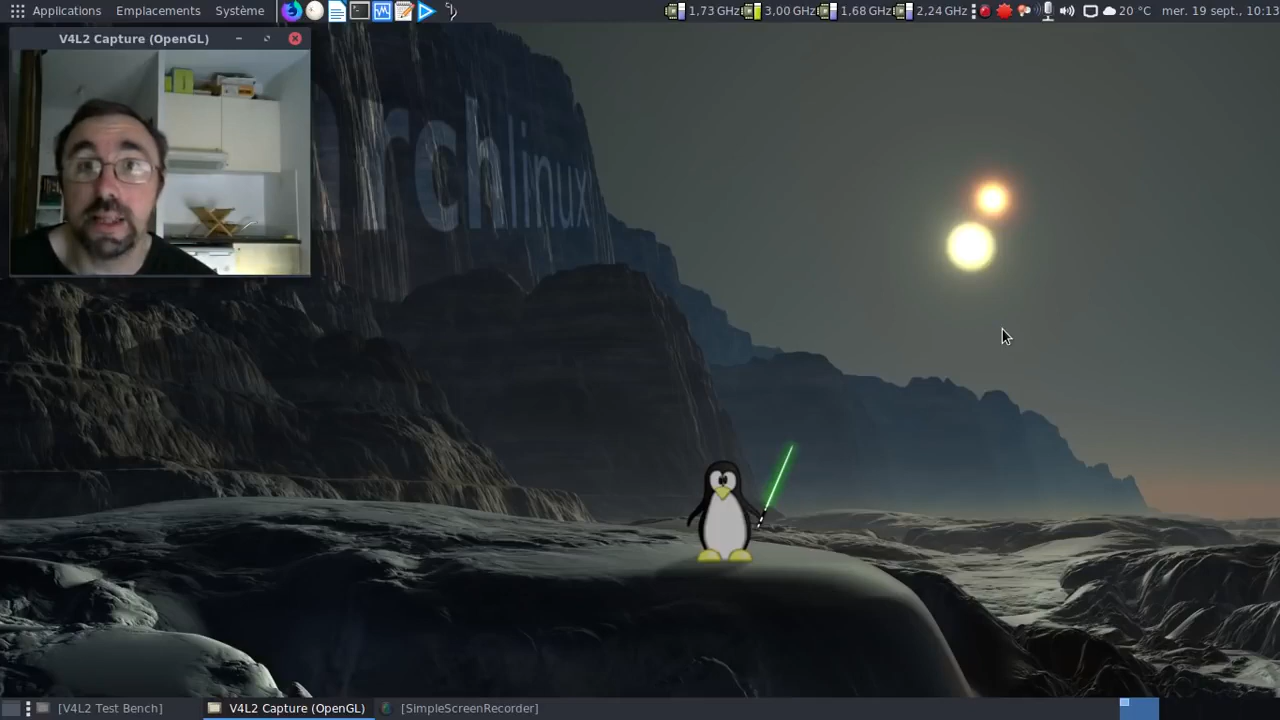 Applications Emplacements Système 1,73 GHz 3,00 GHz 1,68 GHz 2,24 GHz 20 °C mer. 19 sept., 10:13
V4L2 Capture (OpenGL)
archlinux
[V4L2 Test Bench] V4L2 Capture (OpenGL) [SimpleScreenRecorder]